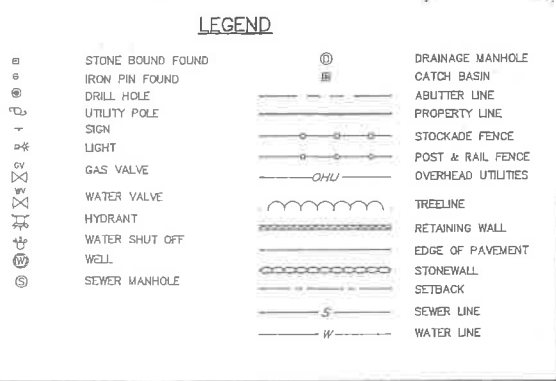 LEGEND
STONE BOUND FOUND
IRON PIN FOUND
DRILL HOLE
UTILITY POLE
SIGN
LIGHT
GV
GAS VALVE
WV
WATER VALVE
HYDRANT
WATER SHUT OFF
W WELL
S SEWER MANHOLE
D DRAINAGE MANHOLE
CATCH BASIN
ABUTTER LINE
PROPERTY LINE
STOCKADE FENCE
POST & RAIL FENCE
OHU OVERHEAD UTILITIES
TREELINE
RETAINING WALL
EDGE OF PAVEMENT
STONEWALL
SETBACK
S SEWER LINE
W WATER LINE